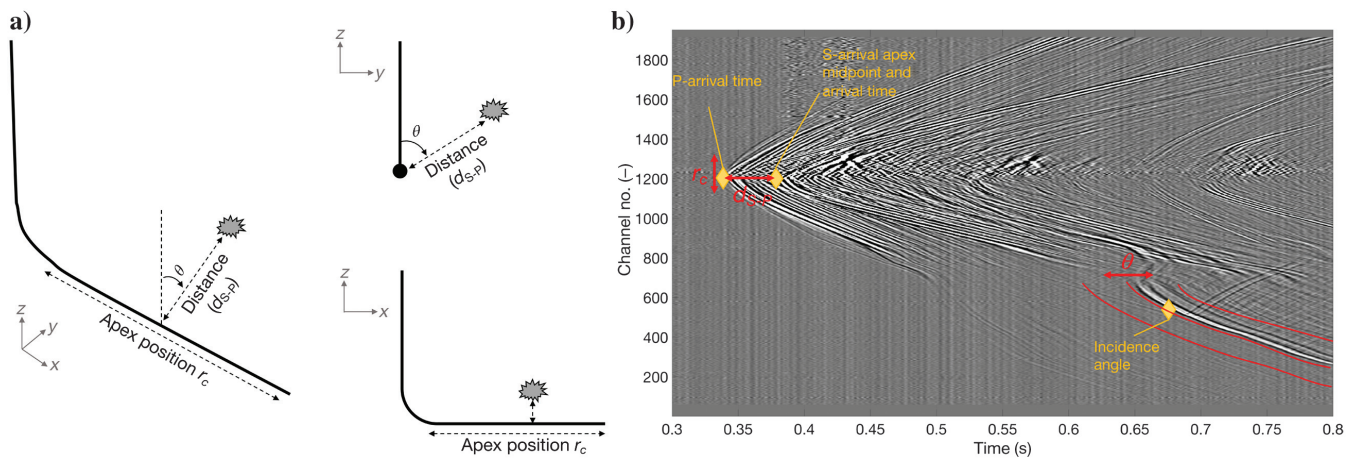 a)
z
y
θ
Distance
(dS-P)
θ
Distance
(dS-P)
Apex position rc
z
y
x
z
x
Apex position rc
b)
Channel no. (–)
1800
1600
1400
1200
1000
800
600
400
200
P-arrival time
S-arrival apex
midpoint and
arrival time
rc
dS-P
θ
Incidence
angle
0.3 0.35 0.4 0.45 0.5 0.55 0.6 0.65 0.7 0.75 0.8
Time (s)